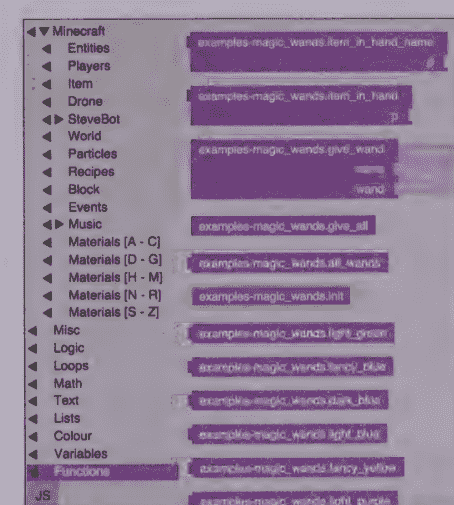 Minecraft
Entities
Players
Item
Drone
SteveBot
World
Particles
Recipes
Block
Events
Music
Materials [A - C]
Materials [D - G]
Materials [H - M]
Materials [N - R]
Materials [S - Z]
Misc
Logic
Loops
Math
Text
Lists
Colour
Variables
Functions
JS
examples-magic_wands.item_in_hand_name
p
examples-magic_wands.item_in_hand
p
examples-magic_wands.give_wand
wand
examples-magic_wands.give_all
examples-magic_wands.all_wands
examples-magic_wands.init
examples-magic_wands.light_green
examples-magic_wands.fancy_blue
examples-magic_wands.dark_blue
examples-magic_wands.light_blue
examples-magic_wands.fancy_yellow
examples-magic_wands.light_purple